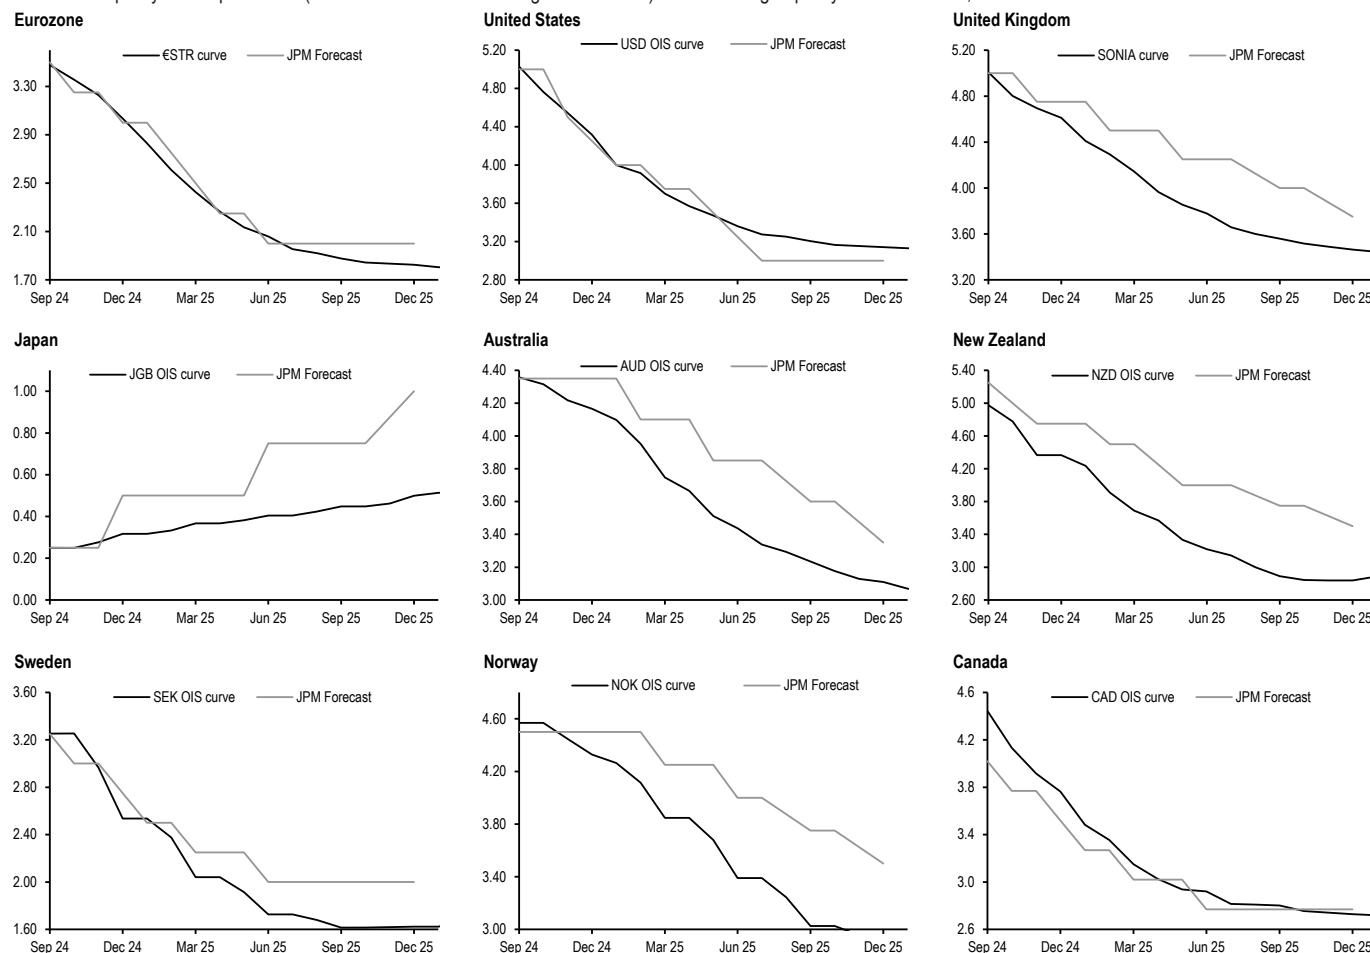 Eurozone
€STR curve JPM Forecast
3.30
2.90
2.50
2.10
1.70
Sep 24 Dec 24 Mar 25 Jun 25 Sep 25 Dec 25
United States
USD OIS curve JPM Forecast
5.20
4.80
4.40
4.00
3.60
3.20
2.80
Sep 24 Dec 24 Mar 25 Jun 25 Sep 25 Dec 25
United Kingdom
SONIA curve JPM Forecast
5.20
4.80
4.40
4.00
3.60
3.20
Sep 24 Dec 24 Mar 25 Jun 25 Sep 25 Dec 25
Japan
JGB OIS curve JPM Forecast
1.00
0.80
0.60
0.40
0.20
0.00
Sep 24 Dec 24 Mar 25 Jun 25 Sep 25 Dec 25
Australia
AUD OIS curve JPM Forecast
4.40
4.20
4.00
3.80
3.60
3.40
3.20
3.00
Sep 24 Dec 24 Mar 25 Jun 25 Sep 25 Dec 25
New Zealand
NZD OIS curve JPM Forecast
5.40
5.00
4.60
4.20
3.80
3.40
3.00
2.60
Sep 24 Dec 24 Mar 25 Jun 25 Sep 25 Dec 25
Sweden
SEK OIS curve JPM Forecast
3.60
3.20
2.80
2.40
2.00
1.60
Sep 24 Dec 24 Mar 25 Jun 25 Sep 25 Dec 25
Norway
NOK OIS curve JPM Forecast
4.60
4.20
3.80
3.40
3.00
Sep 24 Dec 24 Mar 25 Jun 25 Sep 25 Dec 25
Canada
CAD OIS curve JPM Forecast
4.6
4.2
3.8
3.4
3.0
2.6
Sep 24 Dec 24 Mar 25 Jun 25 Sep 25 Dec 25